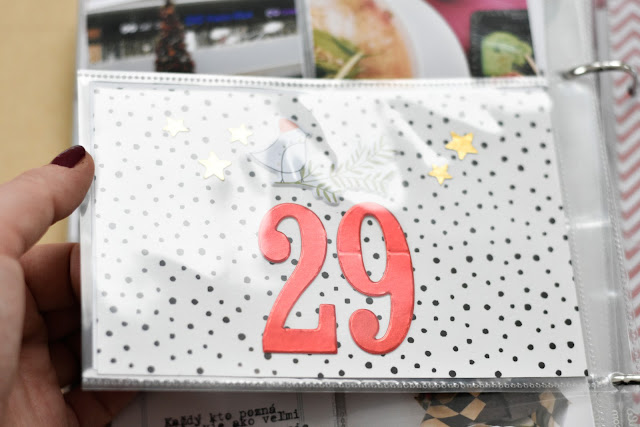 29
Každý kto pozná
ako veľmi